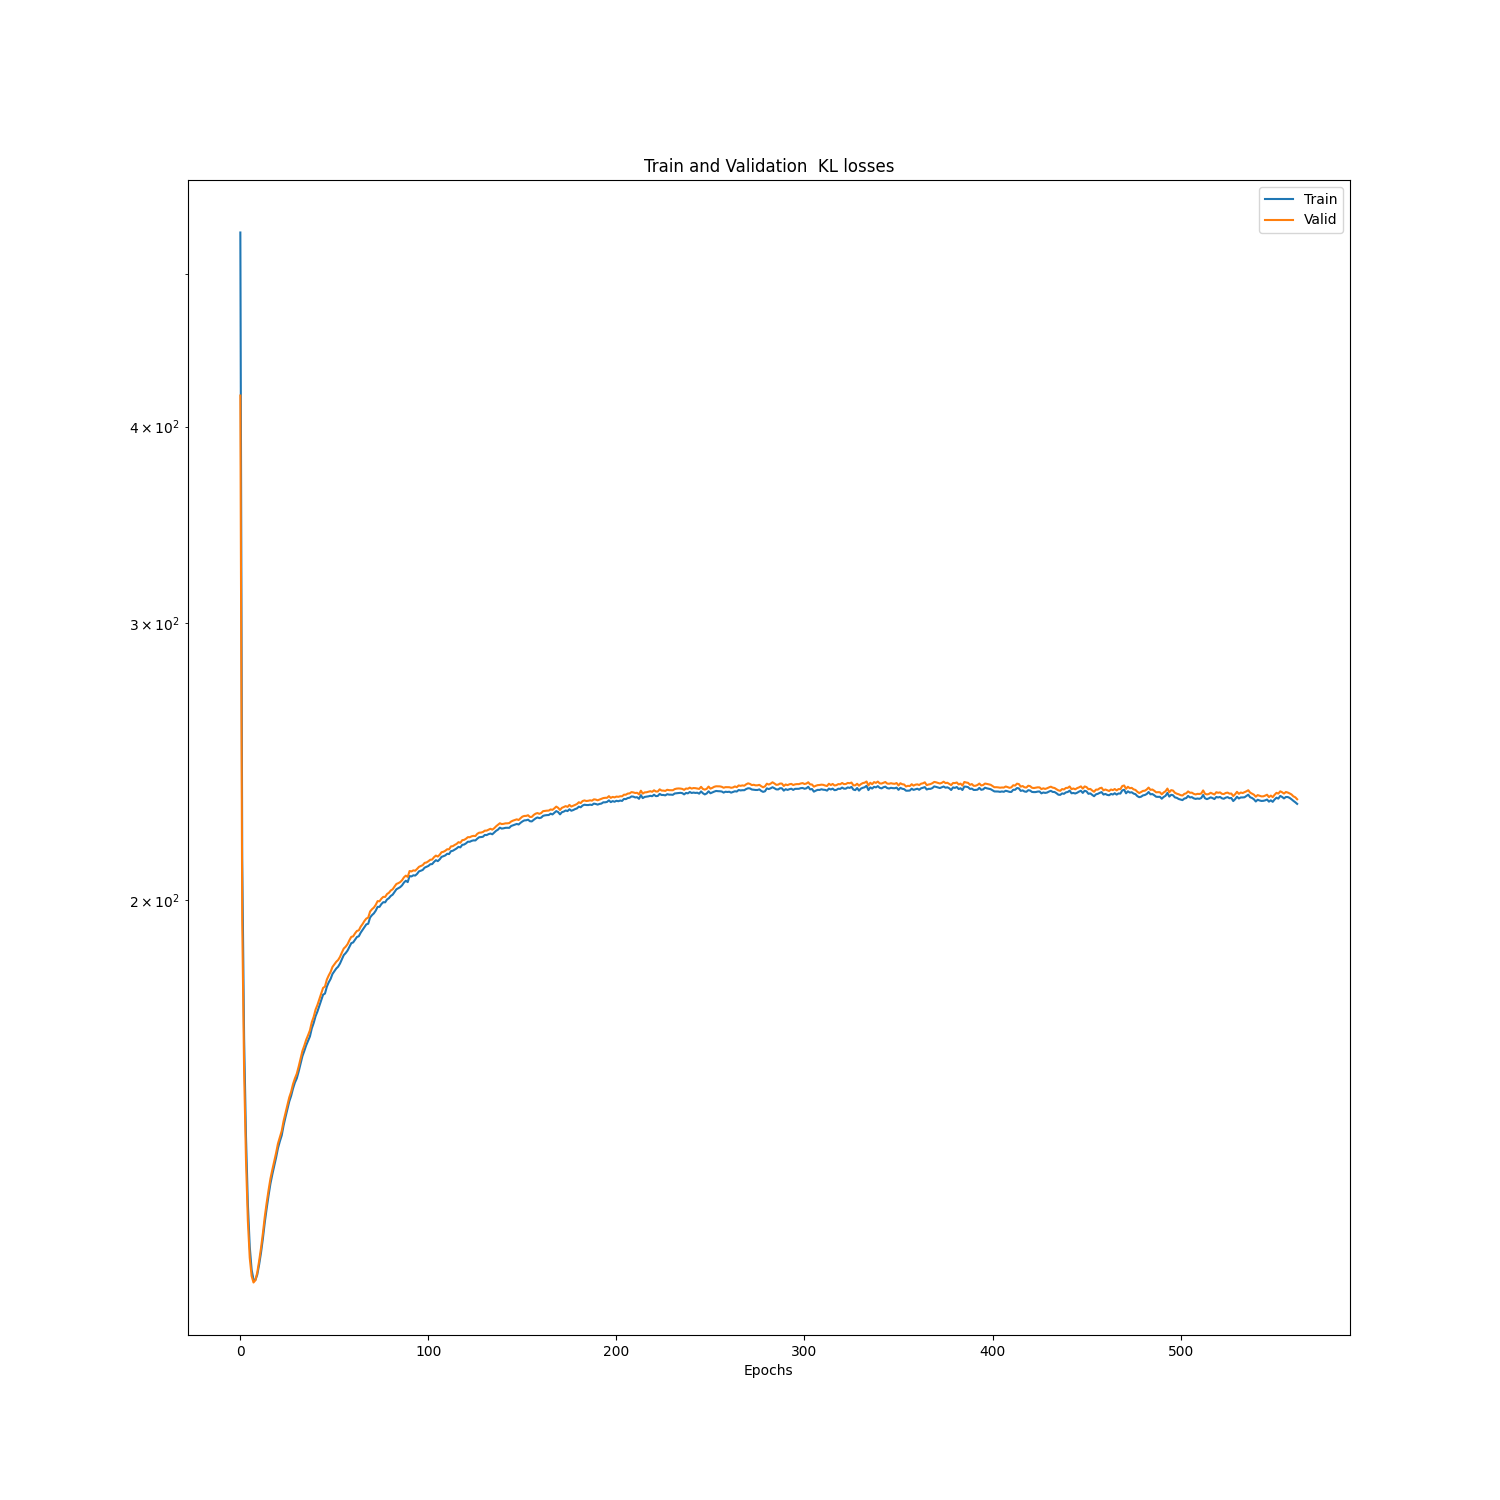 Train and Validation  KL losses
Train
Valid
4 × 10²
3 × 10²
2 × 10²
0 100 200 300 400 500
Epochs